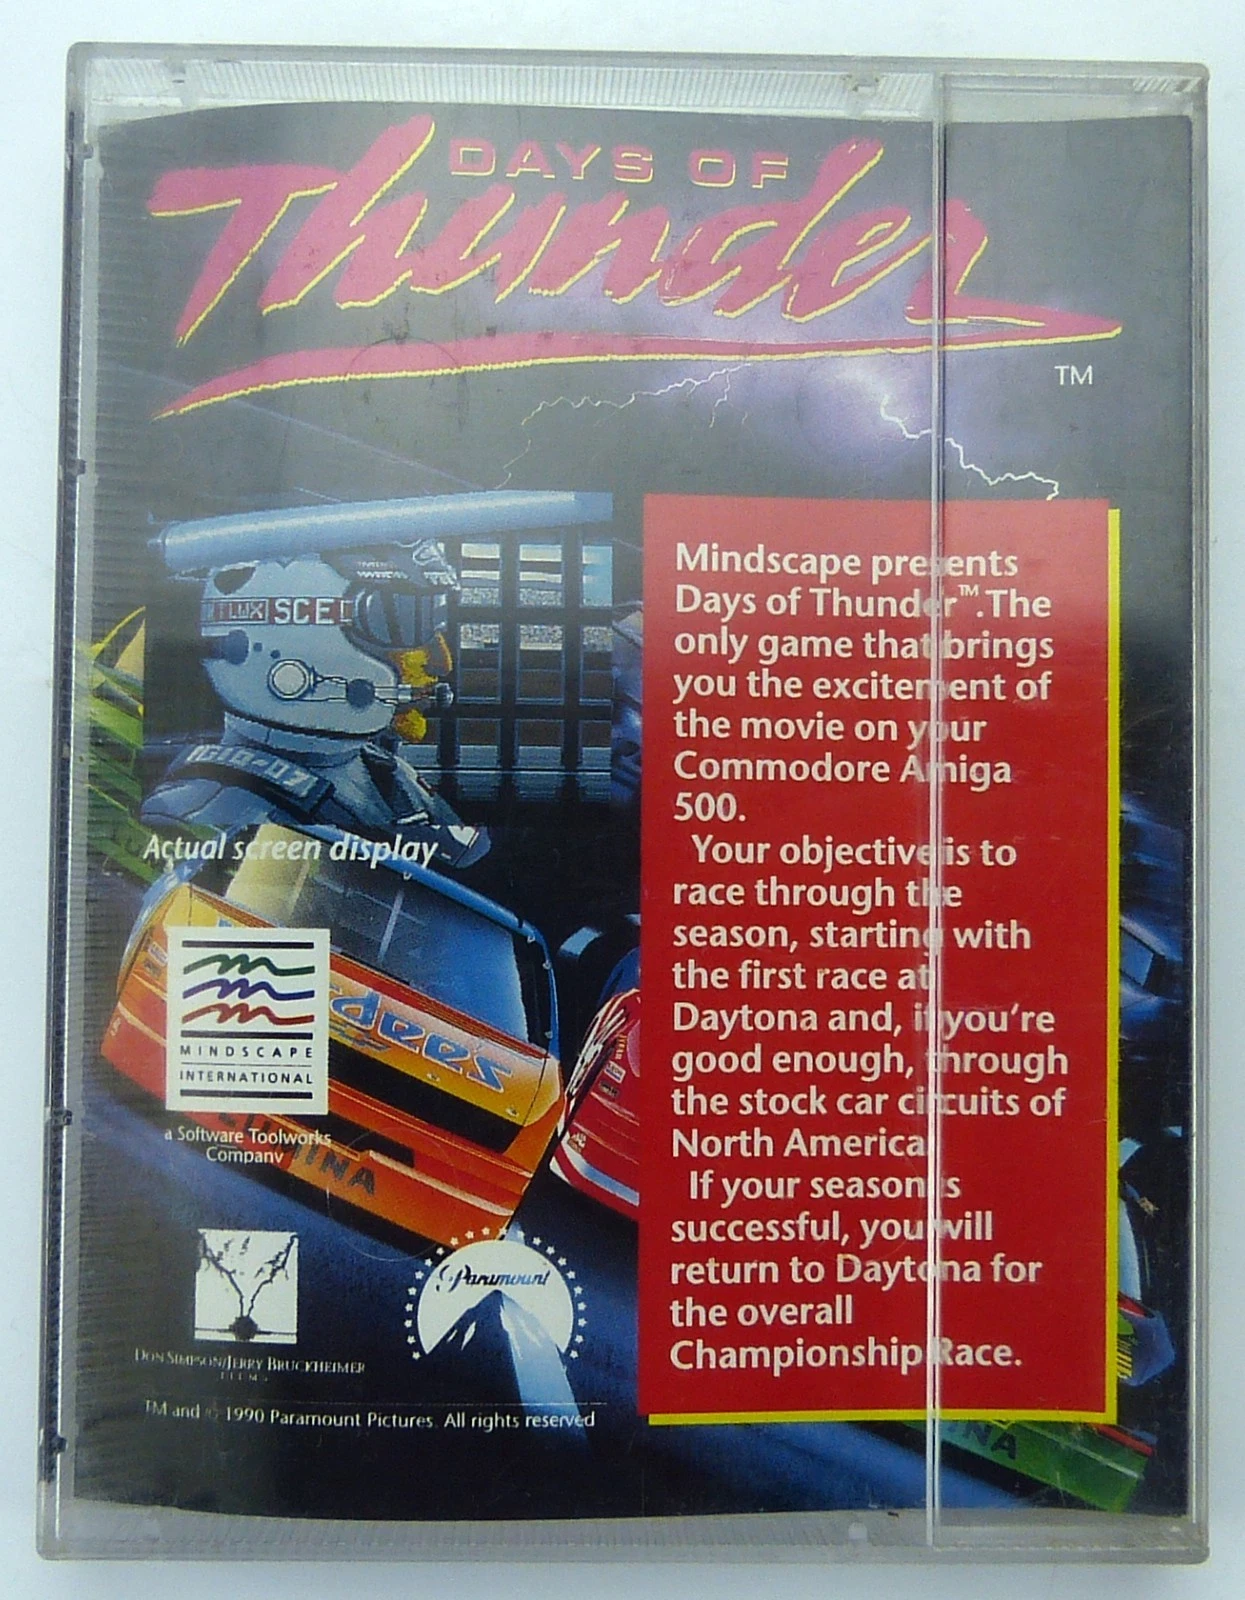 DAYS OF
Thunder
TM
SCE
Mindscape presents
Days of Thunder™. The
only game that brings
you the excitement of
the movie on your
Commodore Amiga
500.
Your objective is to
race through the
season, starting with
the first race at
Daytona and, if you're
good enough, through
the stock car circuits of
North America.
If your season is
successful, you will
return to Daytona for
the overall
Championship Race.
Actual screen display
MINDSCAPE
INTERNATIONAL
a Software Toolworks
Company
LUMINA
Paramount
DON SIMPSON/JERRY BRUCKHEIMER
FILMS
TM and © 1990 Paramount Pictures. All rights reserved